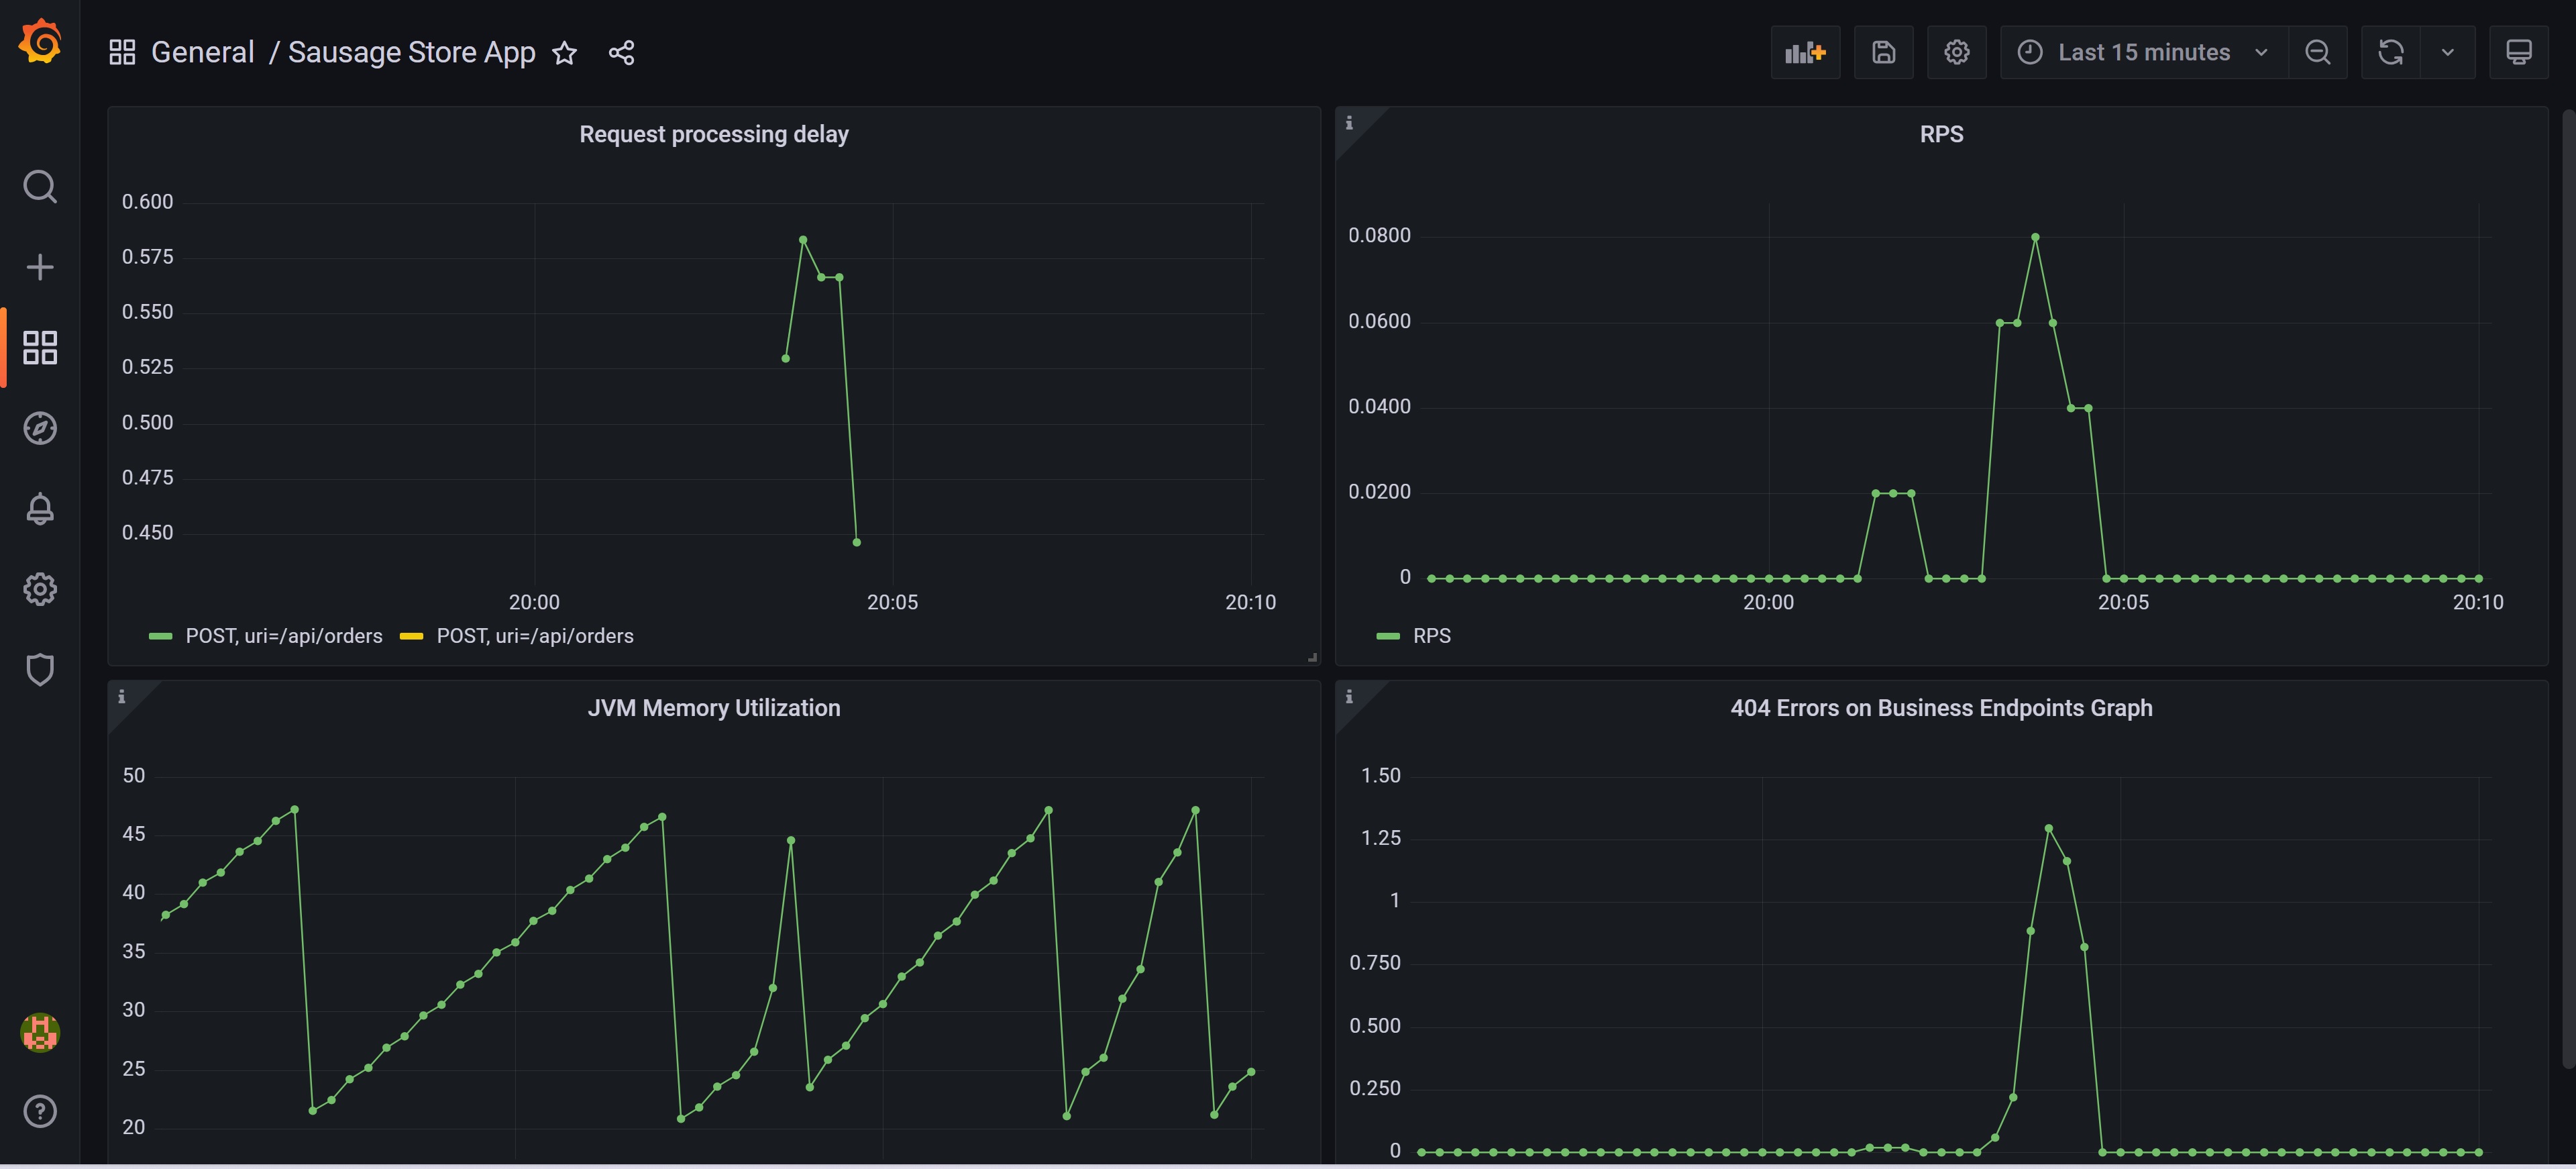 General / Sausage Store App
Last 15 minutes
Request processing delay
0.600
0.575
0.550
0.525
0.500
0.475
0.450
20:00 20:05 20:10
POST, uri=/api/orders POST, uri=/api/orders
RPS
0.0800
0.0600
0.0400
0.0200
0
20:00 20:05 20:10
RPS
JVM Memory Utilization
50
45
40
35
30
25
20
404 Errors on Business Endpoints Graph
1.50
1.25
1
0.750
0.500
0.250
0